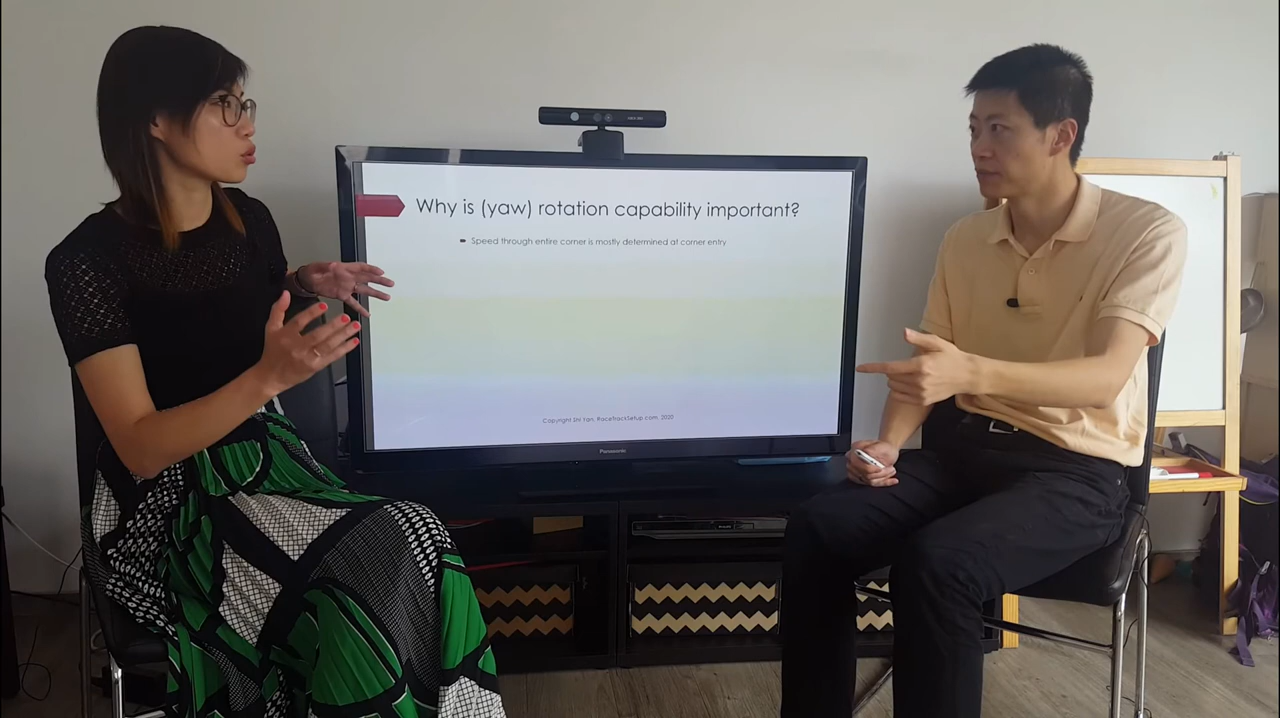 Why is (yaw) rotation capability important?
Speed through entire corner is mostly determined at corner entry
Copyright Shi Yan, RaceTrackSetup.com, 2020
Panasonic